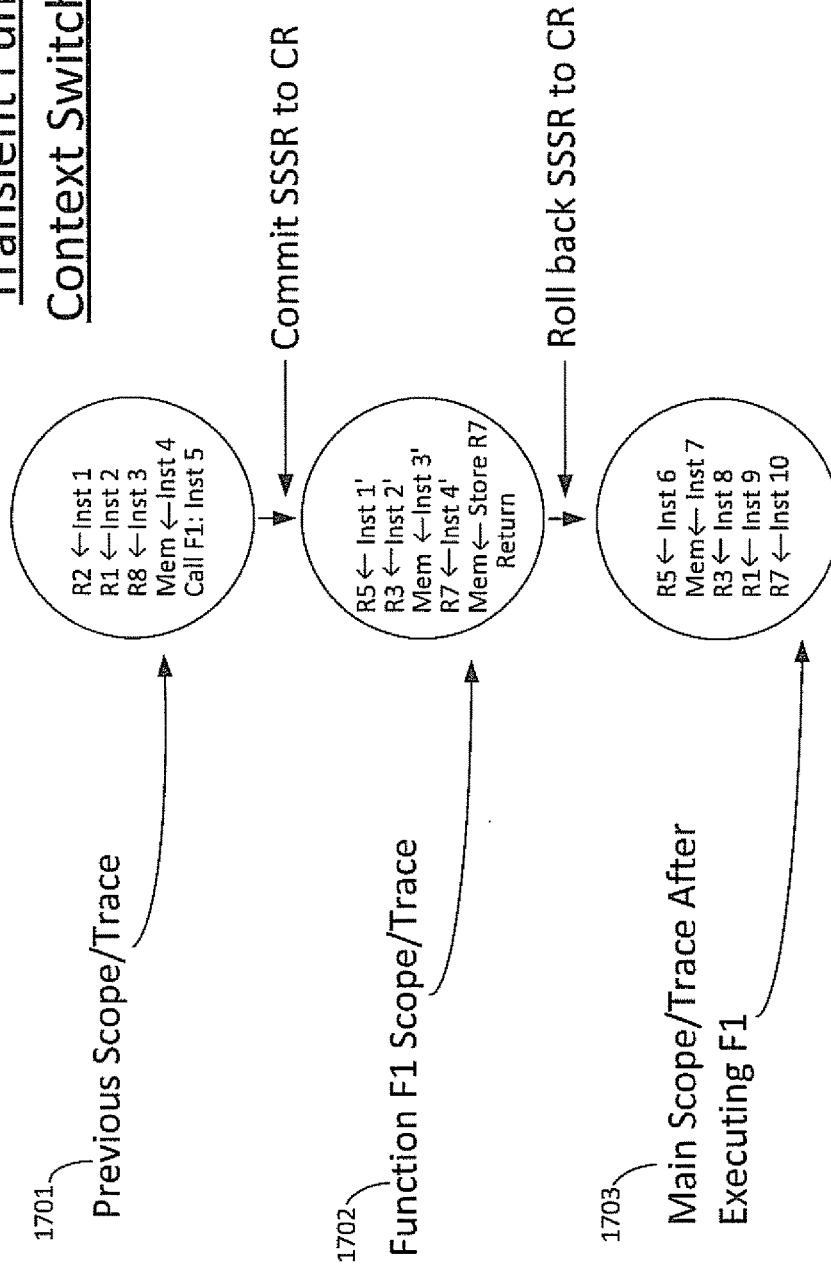 Context Switch
1701
Previous Scope/Trace
R2 ←Inst 1
R1 ←Inst 2
R8 ←Inst 3
Mem ←Inst 4
Call F1: Inst 5
Commit SSSR to CR
1702
Function F1 Scope/Trace
R5 ← Inst 1'
R3 ←Inst 2'
Mem ←Inst 3'
R7 ←Inst 4'
Mem← Store R7
Return
Roll back SSSR to CR
1703
Main Scope/Trace After
Executing F1
R5 ← Inst 6
Mem← Inst 7
R3← Inst 8
R1← Inst 9
R7 ←Inst 10